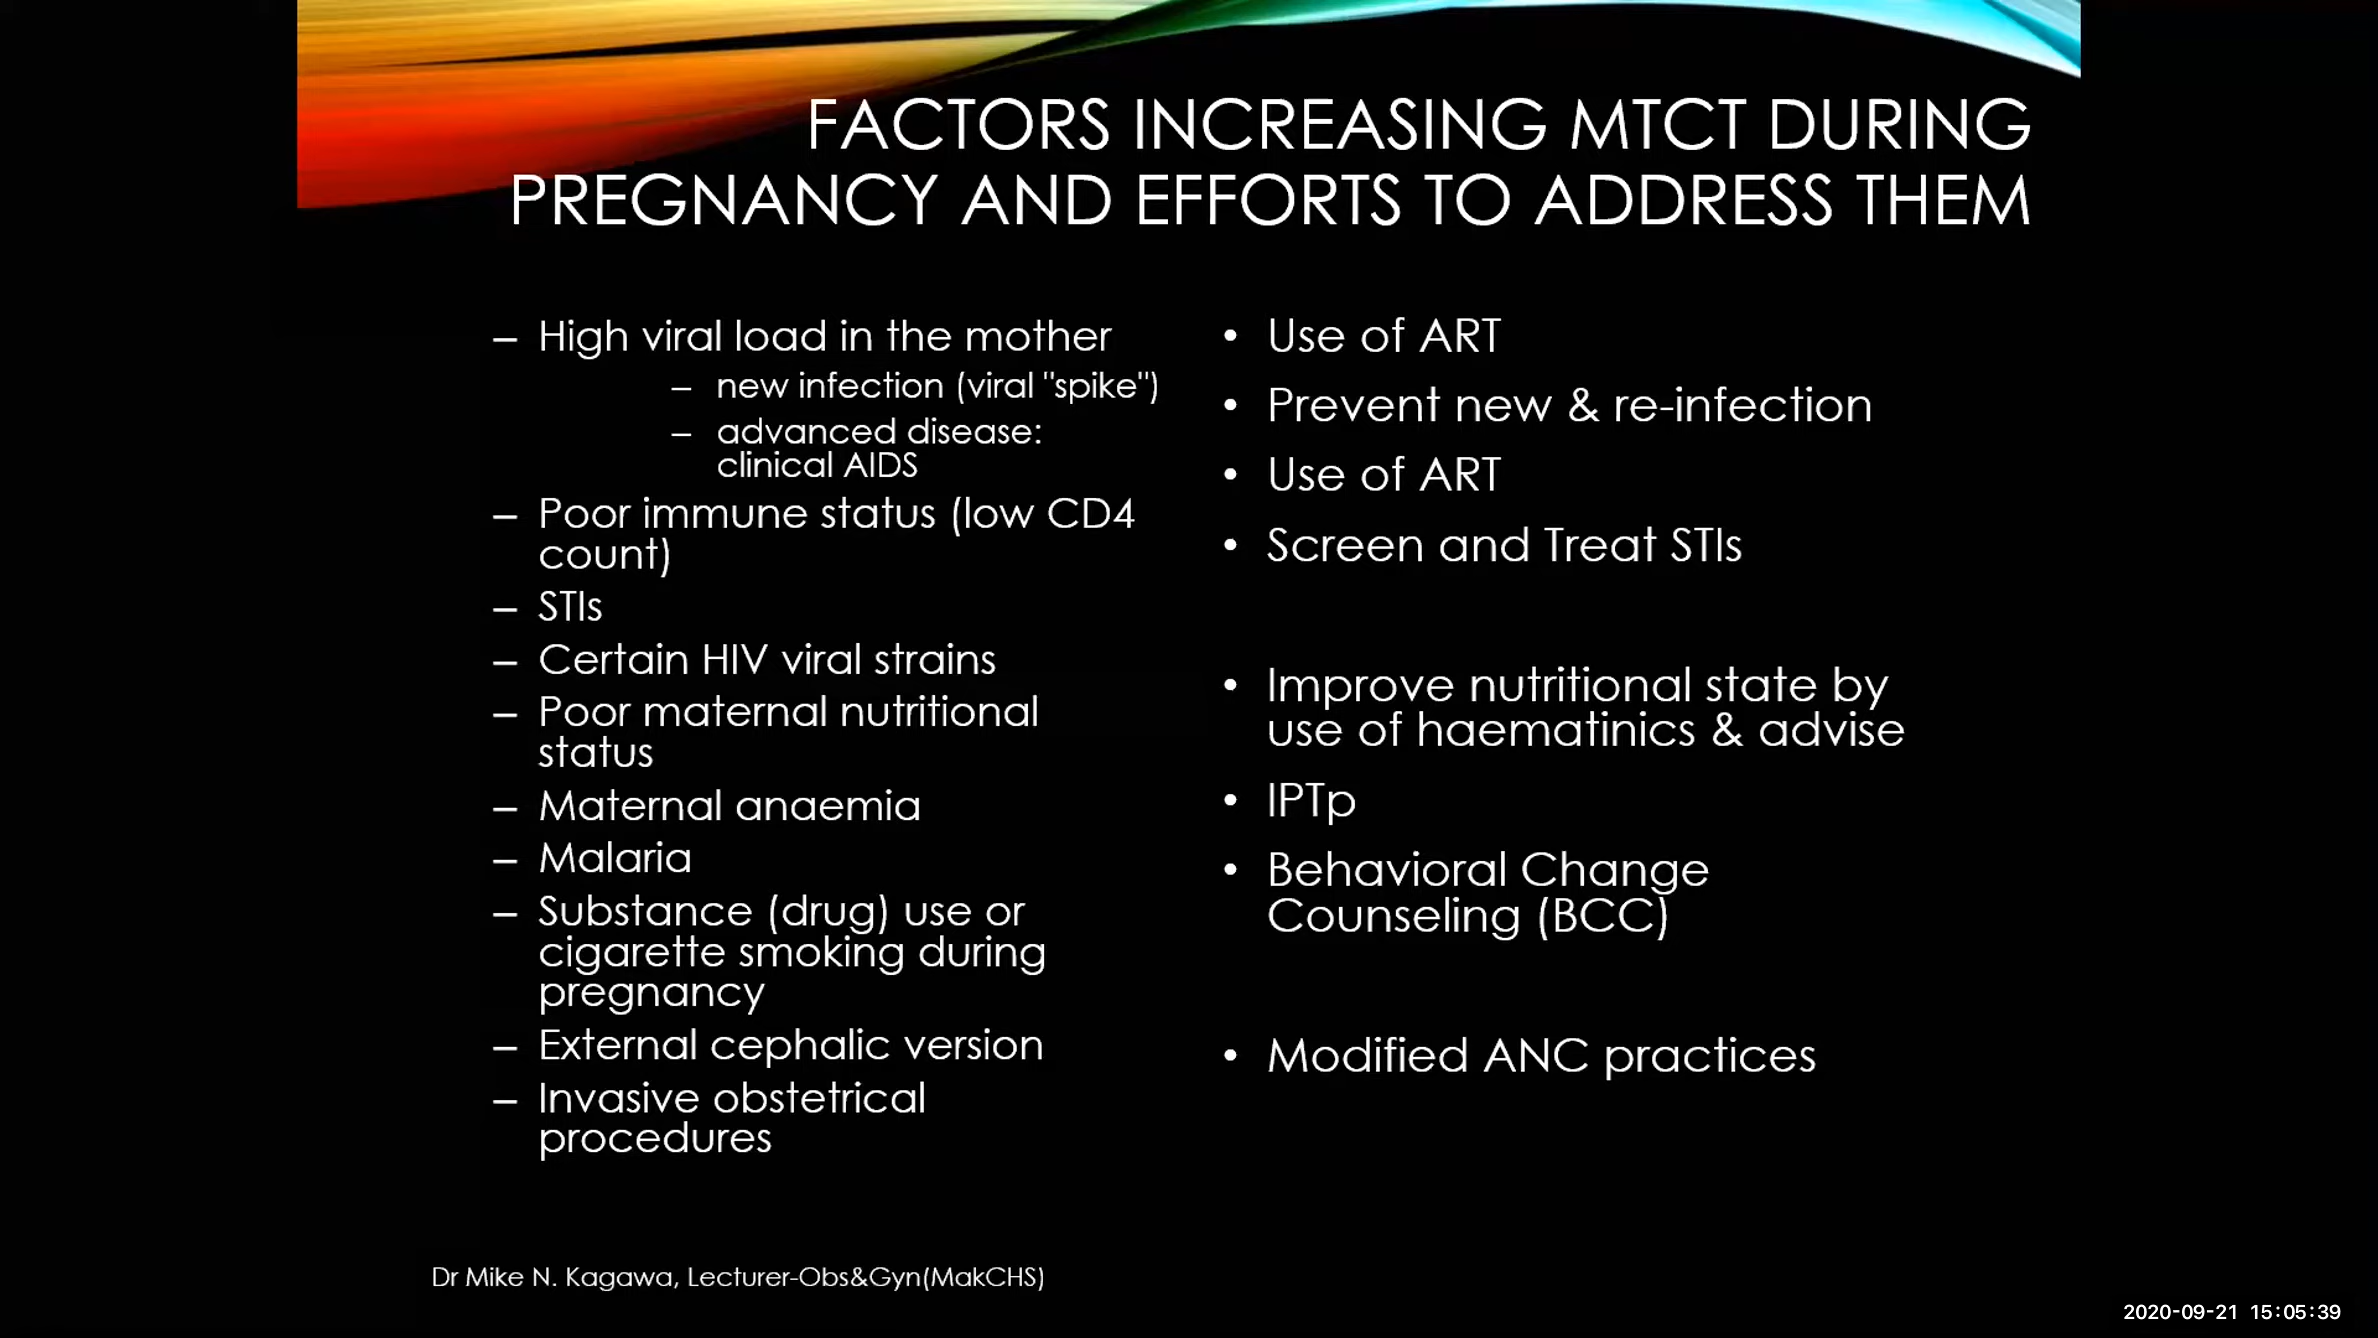 FACTORS INCREASING MTCT DURING
PREGNANCY AND EFFORTS TO ADDRESS THEM
– High viral load in the mother
– new infection (viral "spike")
– advanced disease:
clinical AIDS
– Poor immune status (low CD4
count)
– STIs
– Certain HIV viral strains
– Poor maternal nutritional
status
– Maternal anaemia
– Malaria
– Substance (drug) use or
cigarette smoking during
pregnancy
– External cephalic version
– Invasive obstetrical
procedures
• Use of ART
• Prevent new & re-infection
• Use of ART
• Screen and Treat STIs
• Improve nutritional state by
use of haematinics & advise
• IPTp
• Behavioral Change
Counseling (BCC)
• Modified ANC practices
Dr Mike N. Kagawa, Lecturer-Obs&Gyn(MakCHS)
2020-09-21 15:05:39